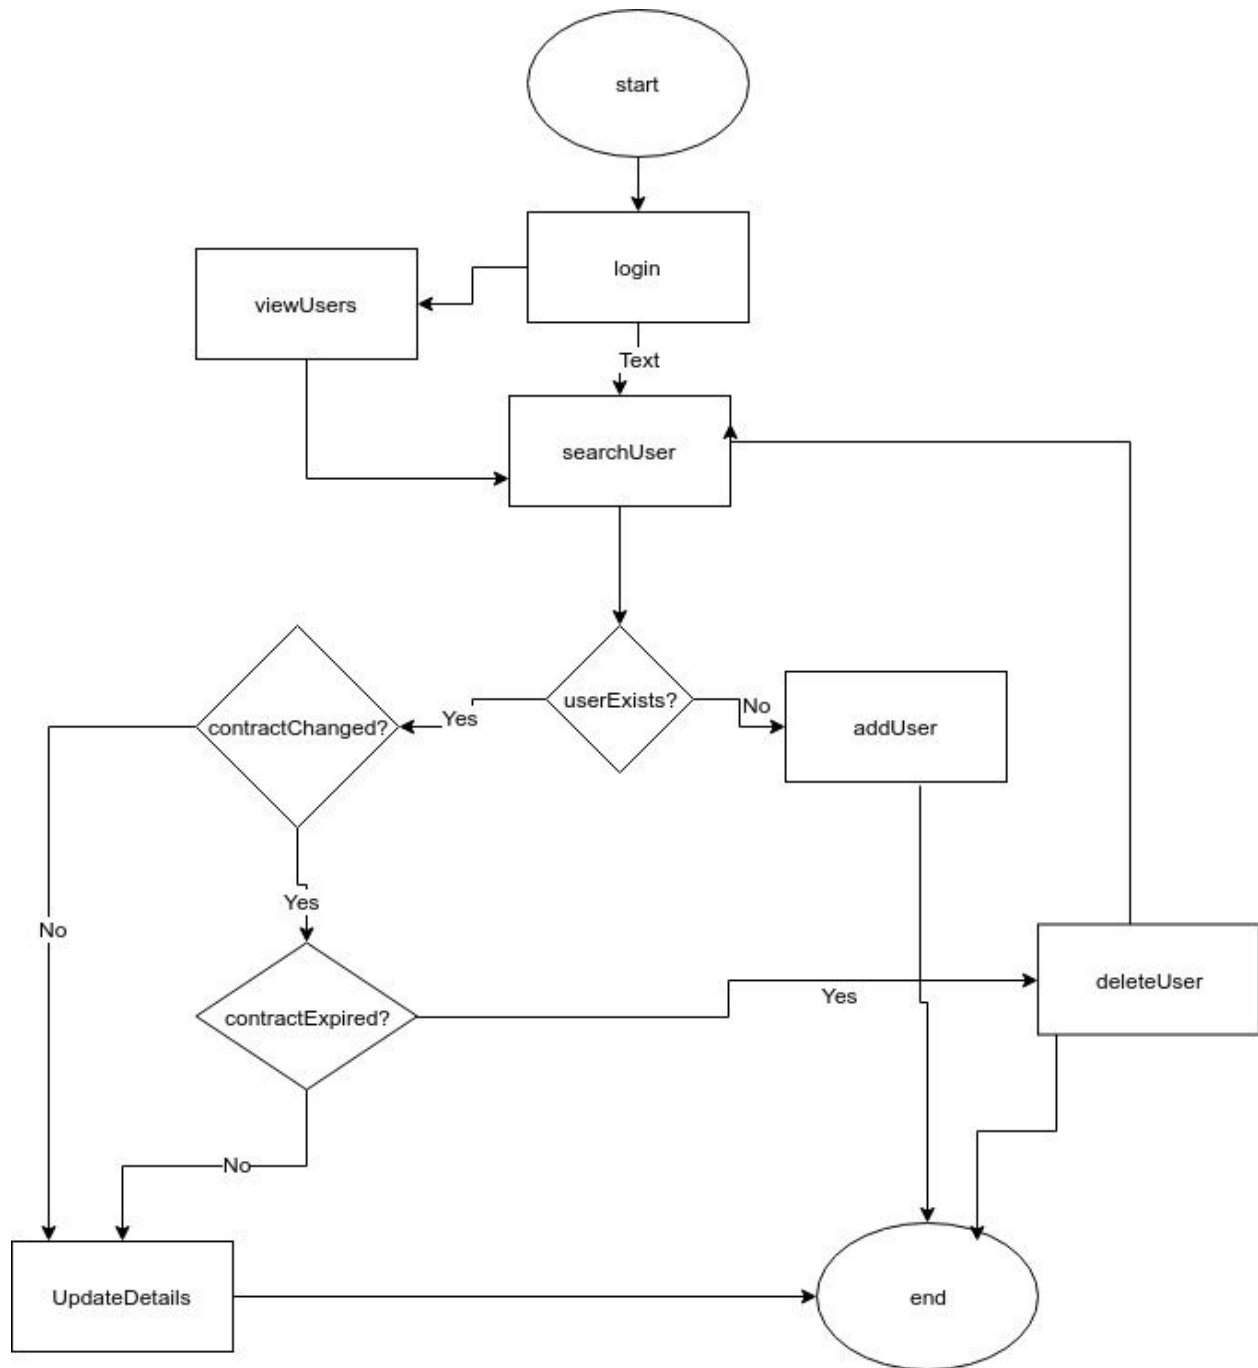 start
login
viewUsers
Text
searchUser
userExists?
Yes
No
contractChanged?
addUser
Yes
No
contractExpired?
Yes
deleteUser
No
UpdateDetails
end